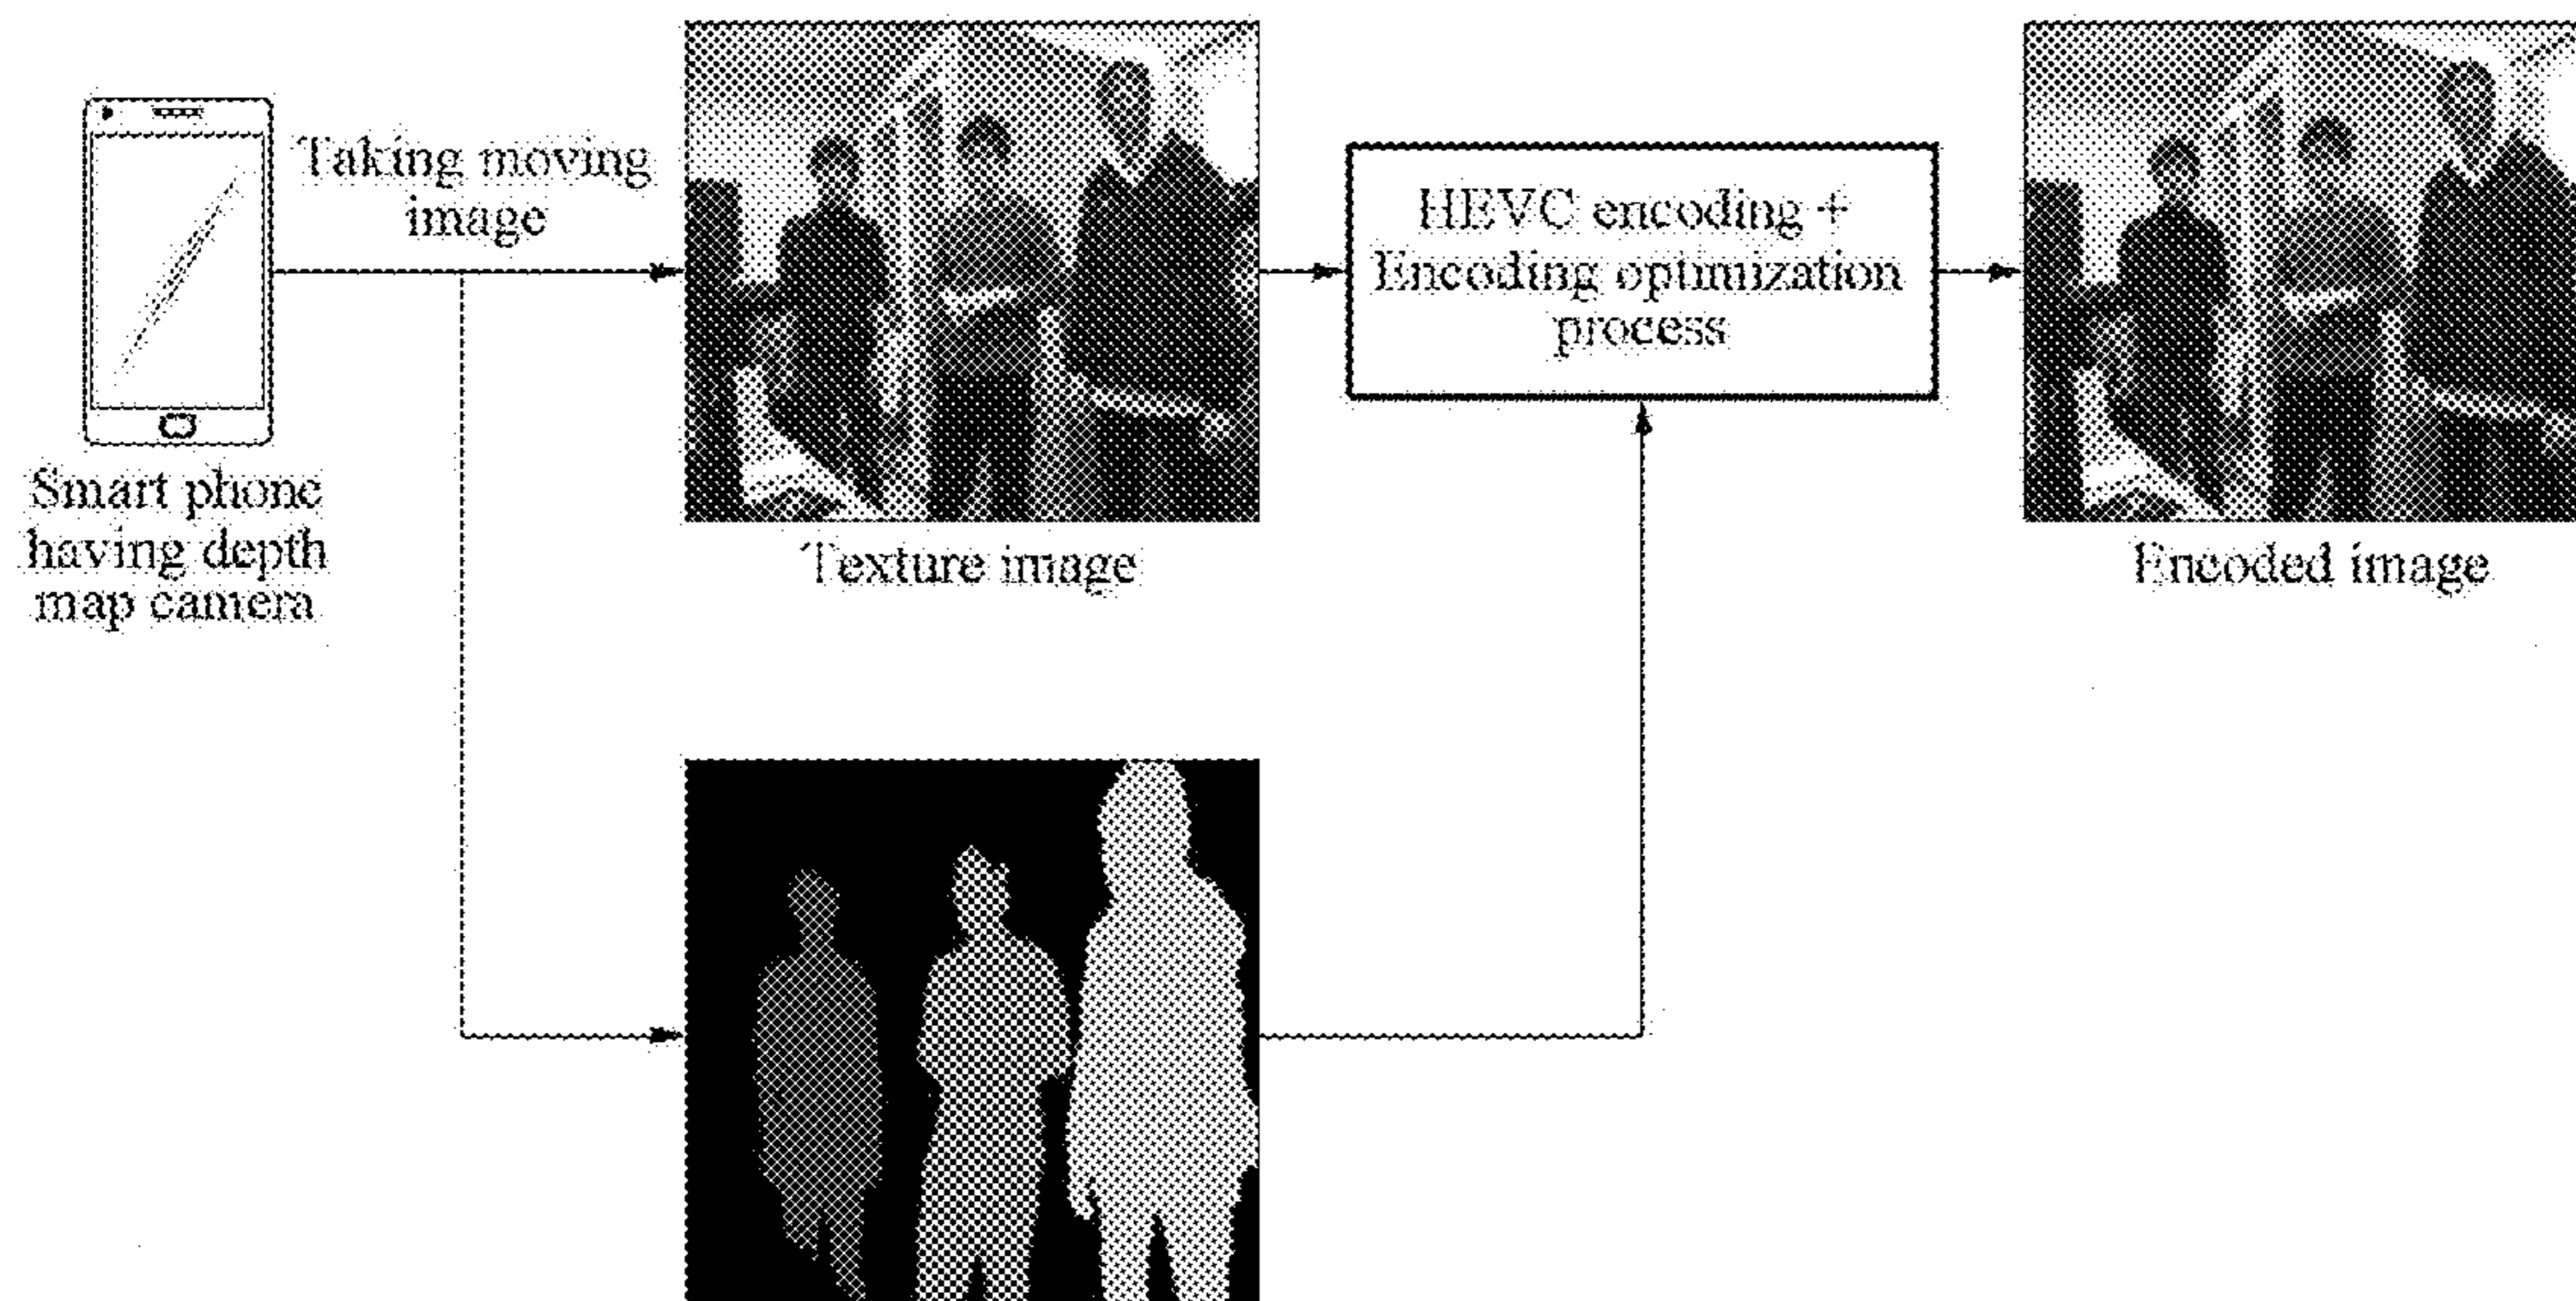 Taking moving
image
HEVC encoding +
Encoding optimization
process
Smart phone
having depth
map camera
Texture image
Encoded image